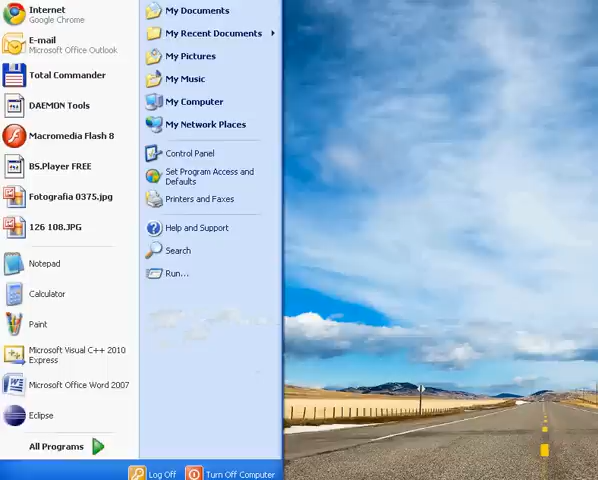 Internet
Google Chrome
E-mail
Microsoft Office Outlook
Total Commander
DAEMON Tools
Macromedia Flash 8
BS.Player FREE
Fotografia 0375.jpg
126 108.JPG
Notepad
Calculator
Paint
Microsoft Visual C++ 2010
Express
Microsoft Office Word 2007
Eclipse
All Programs
My Documents
My Recent Documents
My Pictures
My Music
My Computer
My Network Places
Control Panel
Set Program Access and
Defaults
Printers and Faxes
Help and Support
Search
Run...
Log Off
Turn Off Computer